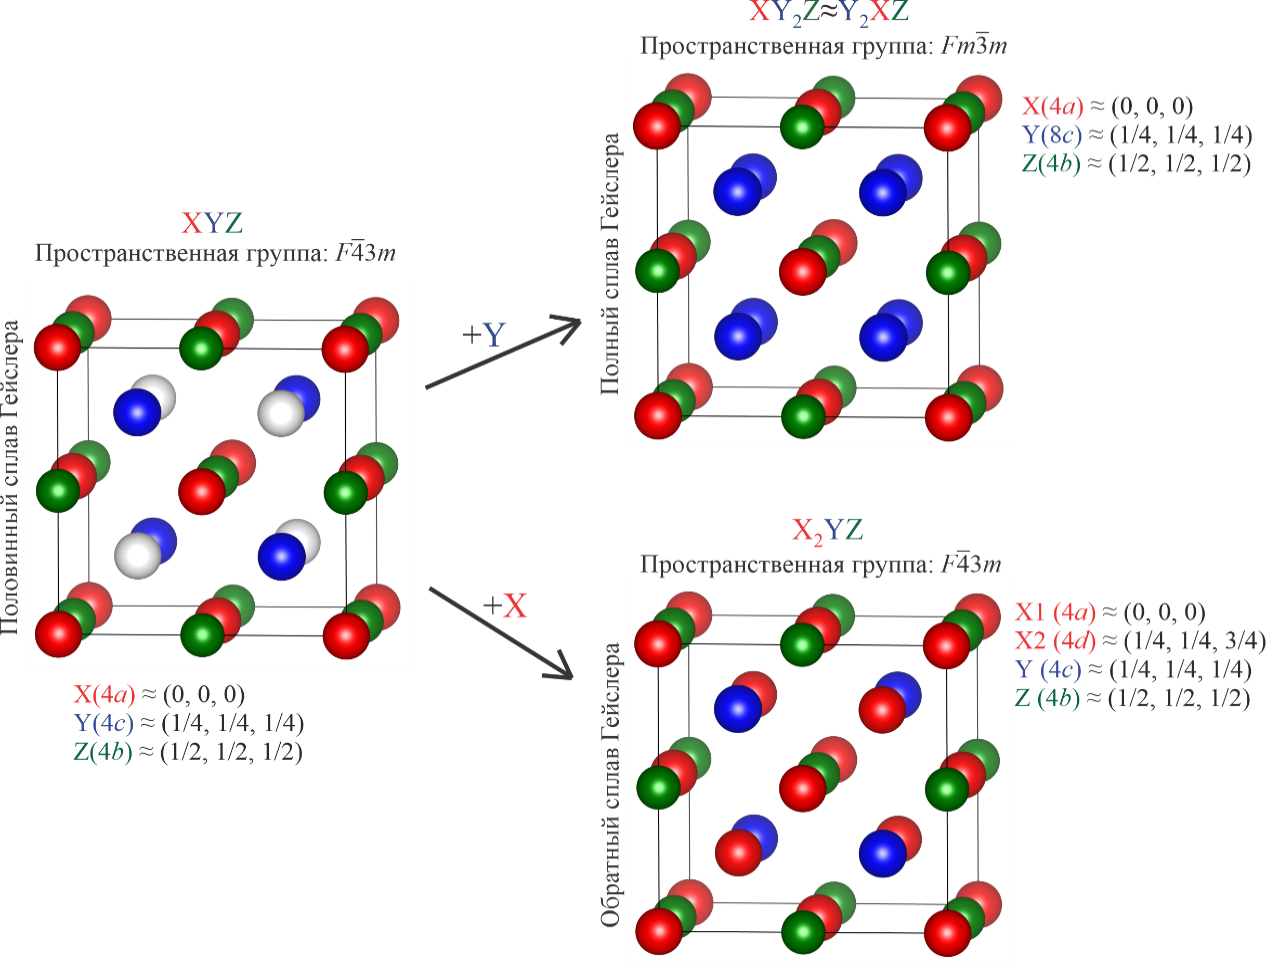 XY₂Z≈Y₂XZ
Пространственная группа: Fm3̅m
Полный сплав Гейслера
X(4a) ≈ (0, 0, 0)
Y(8c) ≈ (1/4, 1/4, 1/4)
Z(4b) ≈ (1/2, 1/2, 1/2)
XYZ
Пространственная группа: F4̅3m
Половинный сплав Гейслера
X(4a) ≈ (0, 0, 0)
Y(4c) ≈ (1/4, 1/4, 1/4)
Z(4b) ≈ (1/2, 1/2, 1/2)
+Y
+X
X₂YZ
Пространственная группа: F4̅3m
Обратный сплав Гейслера
X1 (4a) ≈ (0, 0, 0)
X2 (4d) ≈ (1/4, 1/4, 3/4)
Y (4c) ≈ (1/4, 1/4, 1/4)
Z (4b) ≈ (1/2, 1/2, 1/2)